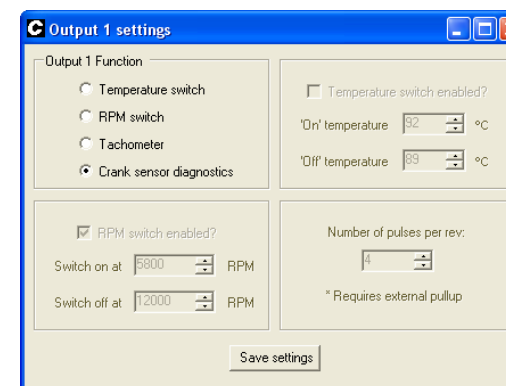 C Output 1 settings
Output 1 Function
Temperature switch
RPM switch
Tachometer
Crank sensor diagnostics
Temperature switch enabled?
'On' temperature 92 °C
'Off' temperature 89 °C
RPM switch enabled?
Switch on at 5800 RPM
Switch off at 12000 RPM
Number of pulses per rev:
4
* Requires external pullup
Save settings